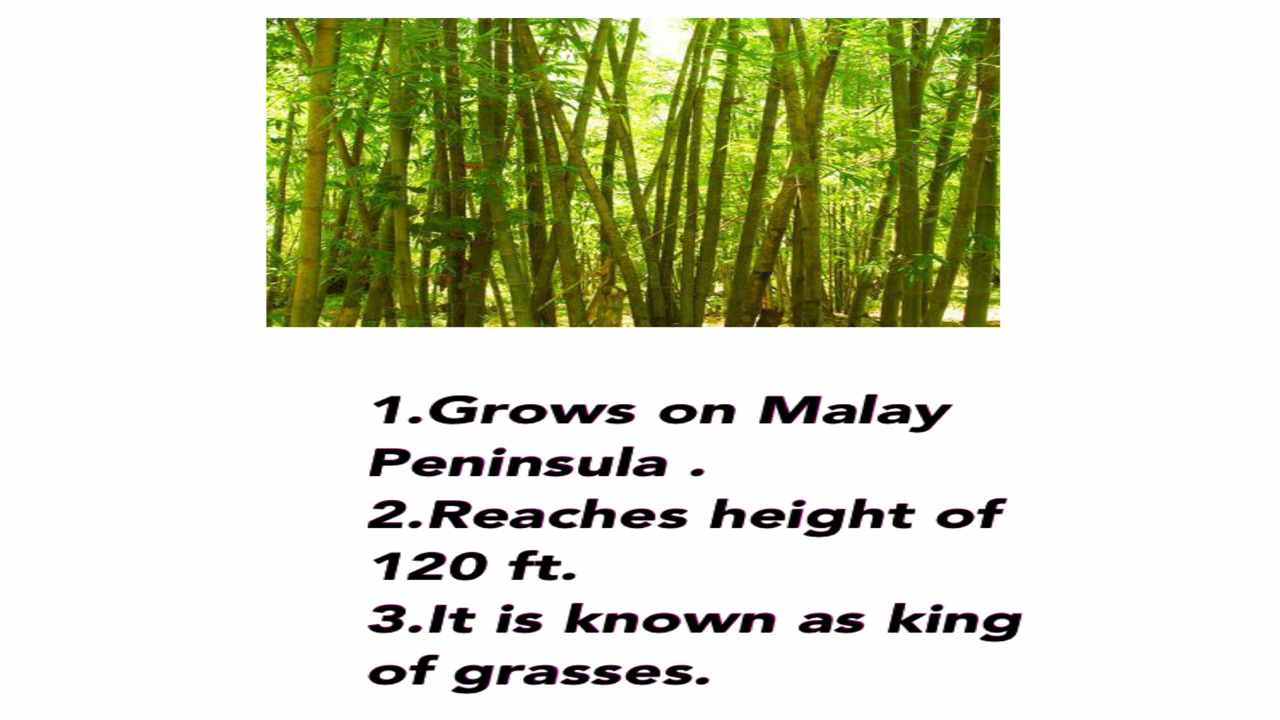 1.Grows on Malay
Peninsula .
2.Reaches height of
120 ft.
3.It is known as king
of grasses.